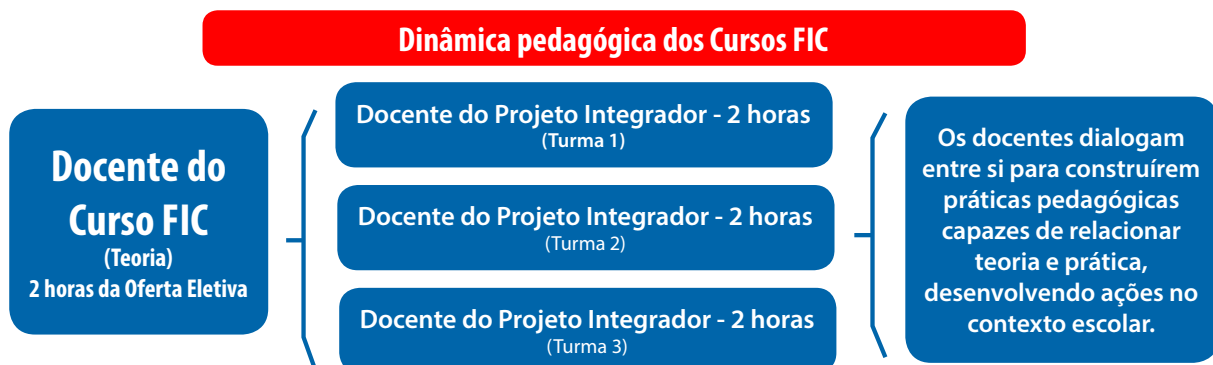 Dinâmica pedagógica dos Cursos FIC
Docente do
Curso FIC
(Teoria)
2 horas da Oferta Eletiva
Docente do Projeto Integrador - 2 horas
(Turma 1)
Docente do Projeto Integrador - 2 horas
(Turma 2)
Docente do Projeto Integrador - 2 horas
(Turma 3)
Os docentes dialogam
entre si para construírem
práticas pedagógicas
capazes de relacionar
teoria e prática,
desenvolvendo ações no
contexto escolar.